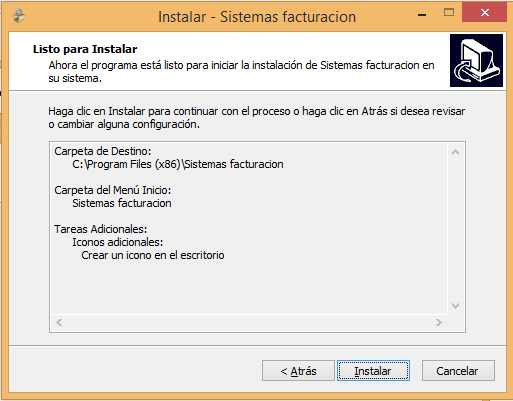 Instalar - Sistemas facturacion
Listo para Instalar
Ahora el programa está listo para iniciar la instalación de Sistemas facturacion en
su sistema.
Haga clic en Instalar para continuar con el proceso o haga clic en Atrás si desea revisar
o cambiar alguna configuración.
Carpeta de Destino:
C:\Program Files (x86)\Sistemas facturacion
Carpeta del Menú Inicio:
Sistemas facturacion
Tareas Adicionales:
Iconos adicionales:
Crear un icono en el escritorio
< Atrás
Instalar
Cancelar